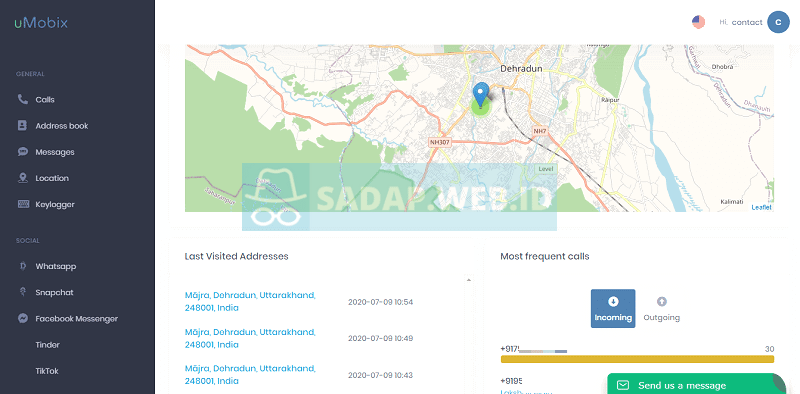 uMobix
Hi, contact
C
GENERAL
Calls
Address book
Messages
Location
Keylogger
SOCIAL
Whatsapp
Snapchat
Facebook Messenger
Tinder
TikTok
Dehradun
Dhobra
Raipur
NH307
NH7
Level
Kalimati
Leaflet
SADAP.WEB.ID
Last Visited Addresses
Mājra, Dehradun, Uttarakhand,
248001, India
2020-07-09 10:54
Mājra, Dehradun, Uttarakhand,
248001, India
2020-07-09 10:49
Mājra, Dehradun, Uttarakhand,
248001, India
2020-07-09 10:43
Most frequent calls
Incoming
Outgoing
30
+9195
Send us a message